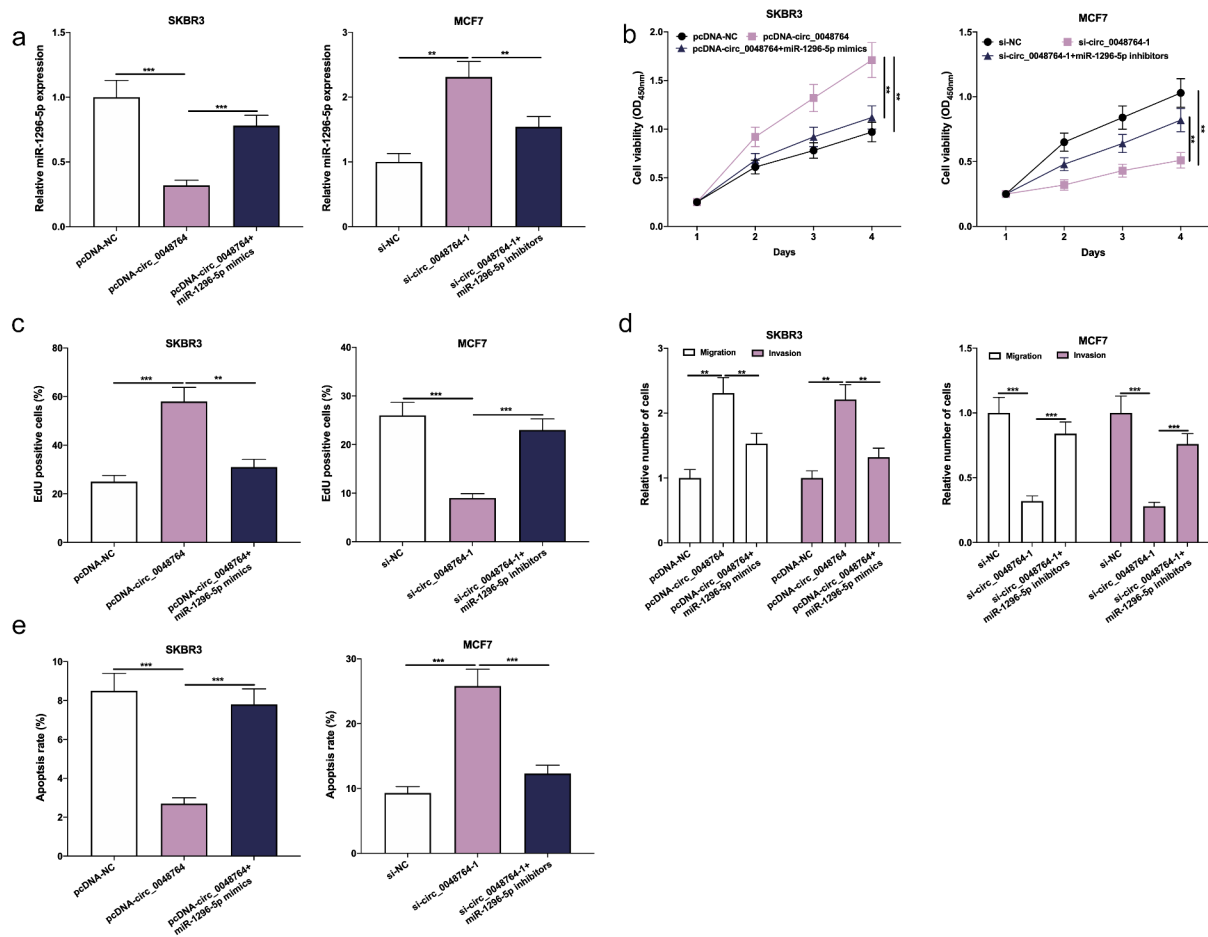 a
SKBR3
Relative miR-1296-5p expression
1.5
1.0
0.5
0.0
***
***
pcDNA-NC
pcDNA-circ_0048764
pcDNA-circ_0048764+
miR-1296-5p mimics
MCF7
Relative miR-1296-5p expression
3
2
1
0
**
**
si-NC
si-circ_0048764-1
si-circ_0048764-1+
miR-1296-5p inhibitors
b
SKBR3
pcDNA-NC
pcDNA-circ_0048764
pcDNA-circ_0048764+miR-1296-5p mimics
Cell viability (OD450nm)
2.0
1.5
1.0
0.5
0.0
**
**
1 2 3 4
Days
MCF7
si-NC
si-circ_0048764-1
si-circ_0048764-1+miR-1296-5p inhibitors
Cell viability (OD450nm)
1.5
1.0
0.5
0.0
**
**
1 2 3 4
Days
c
SKBR3
EdU possitive cells (%)
80
60
40
20
0
***
**
pcDNA-NC
pcDNA-circ_0048764
pcDNA-circ_0048764+
miR-1296-5p mimics
MCF7
EdU possitive cells (%)
40
30
20
10
0
***
***
si-NC
si-circ_0048764-1
si-circ_0048764-1+
miR-1296-5p inhibitors
d
SKBR3
Migration
Invasion
Relative number of cells
3
2
1
0
**
**
**
**
pcDNA-NC
pcDNA-circ_0048764
pcDNA-circ_0048764+
miR-1296-5p mimics
pcDNA-NC
pcDNA-circ_0048764
pcDNA-circ_0048764+
miR-1296-5p mimics
MCF7
Migration
Invasion
Relative number of cells
1.5
1.0
0.5
0.0
***
***
***
***
si-NC
si-circ_0048764-1
si-circ_0048764-1+
miR-1296-5p inhibitors
si-NC
si-circ_0048764-1
si-circ_0048764-1+
miR-1296-5p inhibitors
e
SKBR3
Apoptsis rate (%)
10
8
6
4
2
0
***
***
pcDNA-NC
pcDNA-circ_0048764
pcDNA-circ_0048764+
miR-1296-5p mimics
MCF7
Apoptsis rate (%)
30
20
10
0
***
***
si-NC
si-circ_0048764-1
si-circ_0048764-1+
miR-1296-5p inhibitors